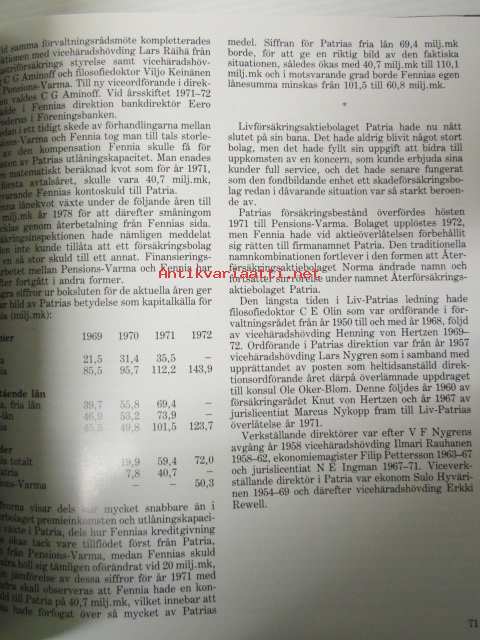 samma förvaltningsrådsmöte kompletterades
med vicehäradshövding Lars Räihä från
styrelse samt vicehäradshöv-
C G Aminoff och filosofiedoktor Viljo Keinänen
Pensions-Varma. Till ny viceordförande i direk-
valdes C G Aminoff. Vid årsskiftet 1971–72
i Fennias direktion bankdirektör Eero
i Föreningsbanken.
i ett tidigt skede av förhandlingarna mellan
-Varma och Fennia tog man till tals storle-
av den kompensation Fennia skulle få för
av Patrias utlåningskapacitet. Man enades
matematiskt beräknad kvot som för år 1971,
första avtalsåret, skulle vara 40,7 milj.mk,
Fennias kontoskuld till Patria.
lånekvot växte under de följande åren till
milj.mk år 1978 för att därefter småningom
genom återbetalning från Fennias sida.
hade nämligen meddelat
inte kunde tillåta att ett försäkringsbolag
en så stor skuld till ett annat. Finansierings-
mellan Pensions-Varma och Fennia har
fortgått i andra former.
siffror ur boksluten för de aktuella åren ger
bild av Patrias betydelse som kapitalkälla för
(milj.mk):
1969 1970 1971 1972
21,5 31,4 35,5 –
85,5 95,7 112,2 143,9
lån
fria lån 39,7 55,8 69,4 –
-lån 46,9 53,2 73,9 –
45,5 49,8 101,5 123,7
totalt 19,9 59,4 72,0
7,8 40,7 –
-Varma – – 50,3
visar dels hur mycket snabbare än i
premieinkomsten och utlåningskapaci-
växte i Patria, dels hur Fennias kreditgivning
ökas tack vare tillflödet först från Patria,
från Pensions-Varma, medan Fennias skuld
höll sig tämligen oförändrat vid 20 milj.mk,
jämförelse av dessa siffror för år 1971 med
skall observeras att Fennia hade en kon-
till Patria på 40,7 milj.mk, vilket innebar att
hade förfogat över så mycket av Patrias
medel. Siffran för Patrias fria lån 69,4 milj.mk
borde, för att ge en riktig bild av den faktiska
situationen, således ökas med 40,7 milj.mk till 110,1
milj.mk och i motsvarande grad borde Fennias egen
lånesumma minskas från 101,5 till 60,8 milj.mk.
*
Livförsäkringsaktiebolaget Patria hade nu nått
slutet på sin bana. Det hade aldrig blivit något stort
bolag, men det hade fyllt sin uppgift att bidra till
uppkomsten av en koncern, som kunde erbjuda sina
kunder full service, och det hade senare fungerat
som den fondbildande enhet ett skadeförsäkringsbo-
lag redan i dåvarande situation var så starkt beroen-
de av.
Patrias försäkringsbestånd överfördes hösten
1971 till Pensions-Varma. Bolaget upplöstes 1972,
men Fennia hade vid aktieöverlåtelsen förbehållit
sig rätten till firmanamnet Patria. Den traditionella
namnkombinationen fortlever i den formen att Åter-
försäkringsaktiebolaget Norma ändrade namn och
fortsätter sin rörelse under namnet Återförsäkrings-
aktiebolaget Patria.
Den längsta tiden i Liv-Patrias ledning hade
filosofiedoktor C E Olin som var ordförande i för-
valtningsrådet från år 1950 till och med år 1968, följd
av vicehäradshövding Henning von Hertzen 1969–
72. Ordförande i Patrias direktion var från år 1957
vicehäradshövding Lars Nygren som i samband med
upprättandet av posten som heltidsanställd direk-
tionsordförande året därpå överlämnade uppdraget
till konsul Ole Oker-Blom. Denne följdes år 1960 av
försäkringsrådet Knut von Hertzen och år 1967 av
jurislicentiat Marcus Nykopp fram till Liv-Patrias
överlåtelse år 1971.
Verkställande direktörer var efter V F Nygrens
avgång år 1958 vicehäradshövding Ilmari Rauhanen
1958–62, ekonomiemagister Filip Pettersson 1963–67
och jurislicentiat N E Ingman 1967–71. Viceverk-
ställande direktör i Patria var ekonom Sulo Hyväri-
nen 1954–69 och därefter vicehäradshövding Erkki
Rewell.
71
Antikvariaatti.net